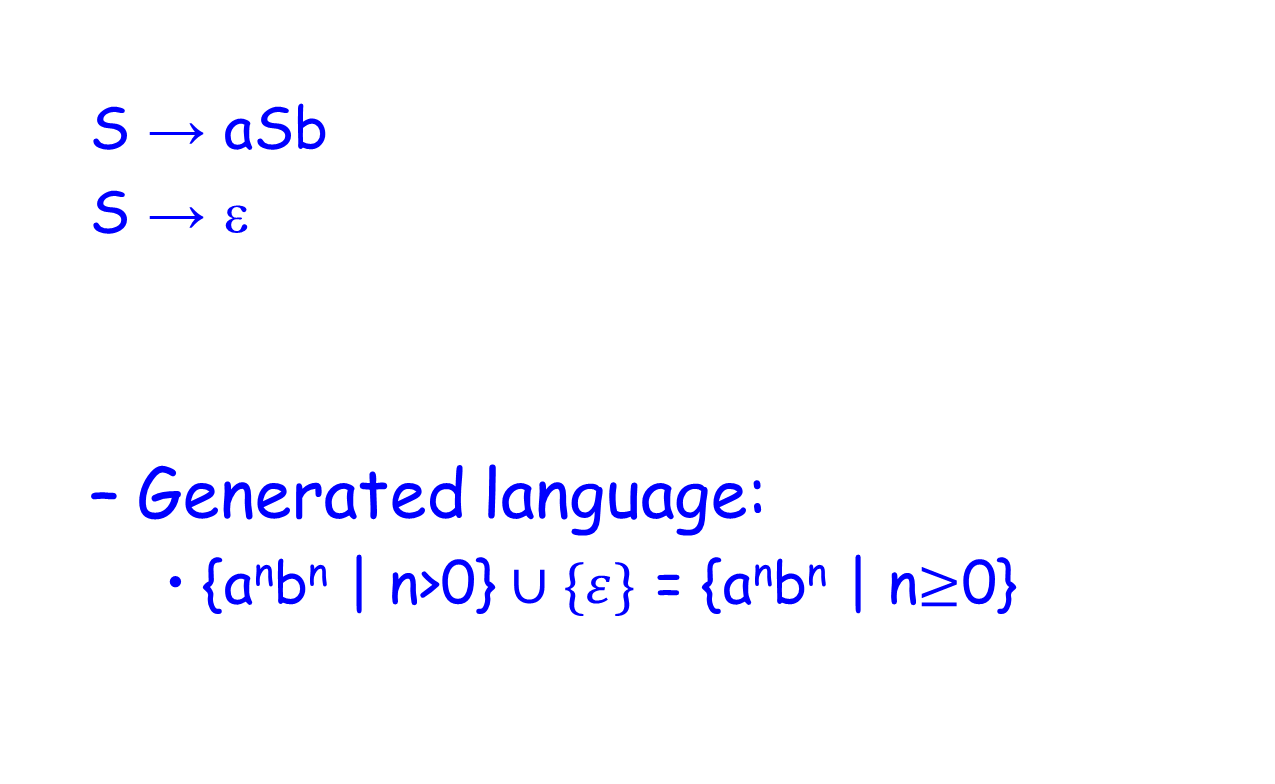 S → aSb
S → ε
– Generated language:
• {aⁿbⁿ | n>0} ∪ {ε} = {aⁿbⁿ | n≥0}